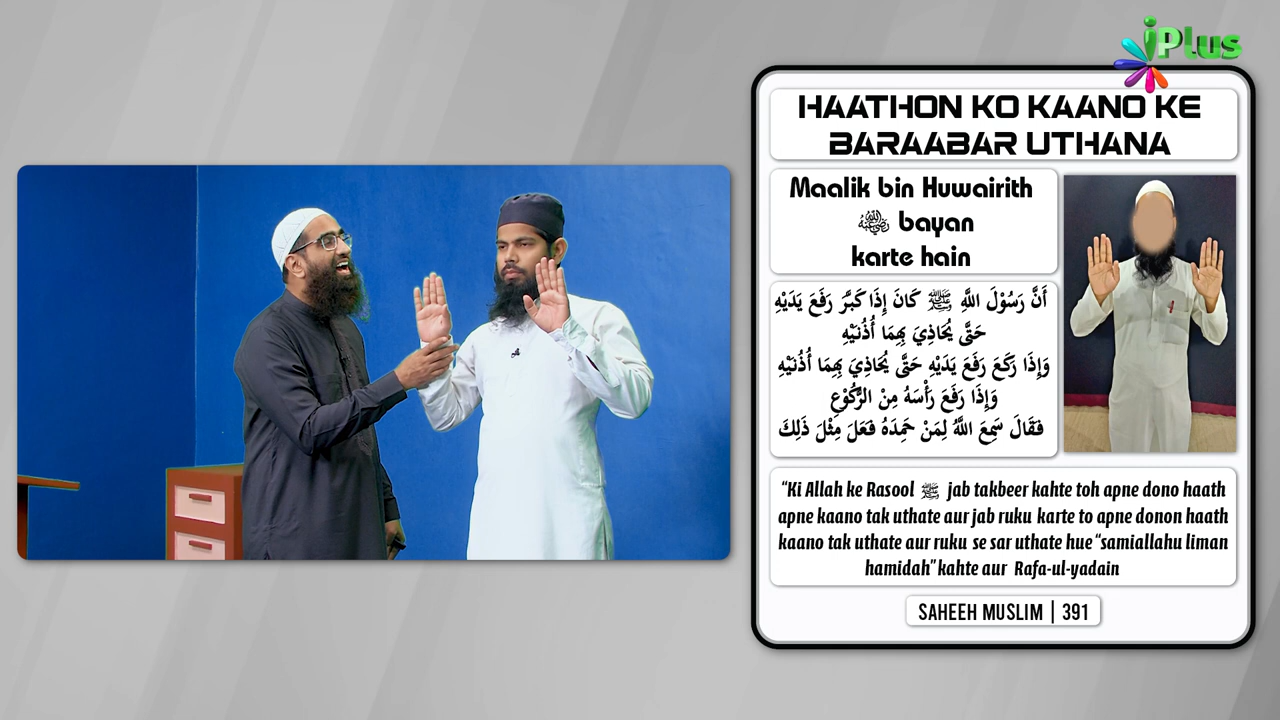 iPlus
HAATHON KO KAANO KE
BARAABAR UTHANA
Maalik bin Huwairith
رضي الله عنه bayan
karte hain
أَنَّ رَسُوْلَ اللَّهِ ﷺ كَانَ إِذَا كَبَّرَ رَفَعَ يَدَيْهِ
حَتَّى يُحَاذِيَ بِهِمَا أُذُنَيْهِ
وَإِذَا رَكَعَ رَفَعَ يَدَيْهِ حَتَّى يُحَاذِيَ بِهِمَا أُذُنَيْهِ
وَإِذَا رَفَعَ رَأْسَهُ مِنْ الرُّكُوْعِ
فَقَالَ سَمِعَ اللَّهُ لِمَنْ حَمِدَهُ فَعَلَ مِثْلَ ذَلِكَ
“Ki Allah ke Rasool ﷺ jab takbeer kahte toh apne dono haath
apne kaano tak uthate aur jab ruku karte to apne donon haath
kaano tak uthate aur ruku se sar uthate hue “samiallahu liman
hamidah” kahte aur Rafa-ul-yadain
SAHEEH MUSLIM | 391